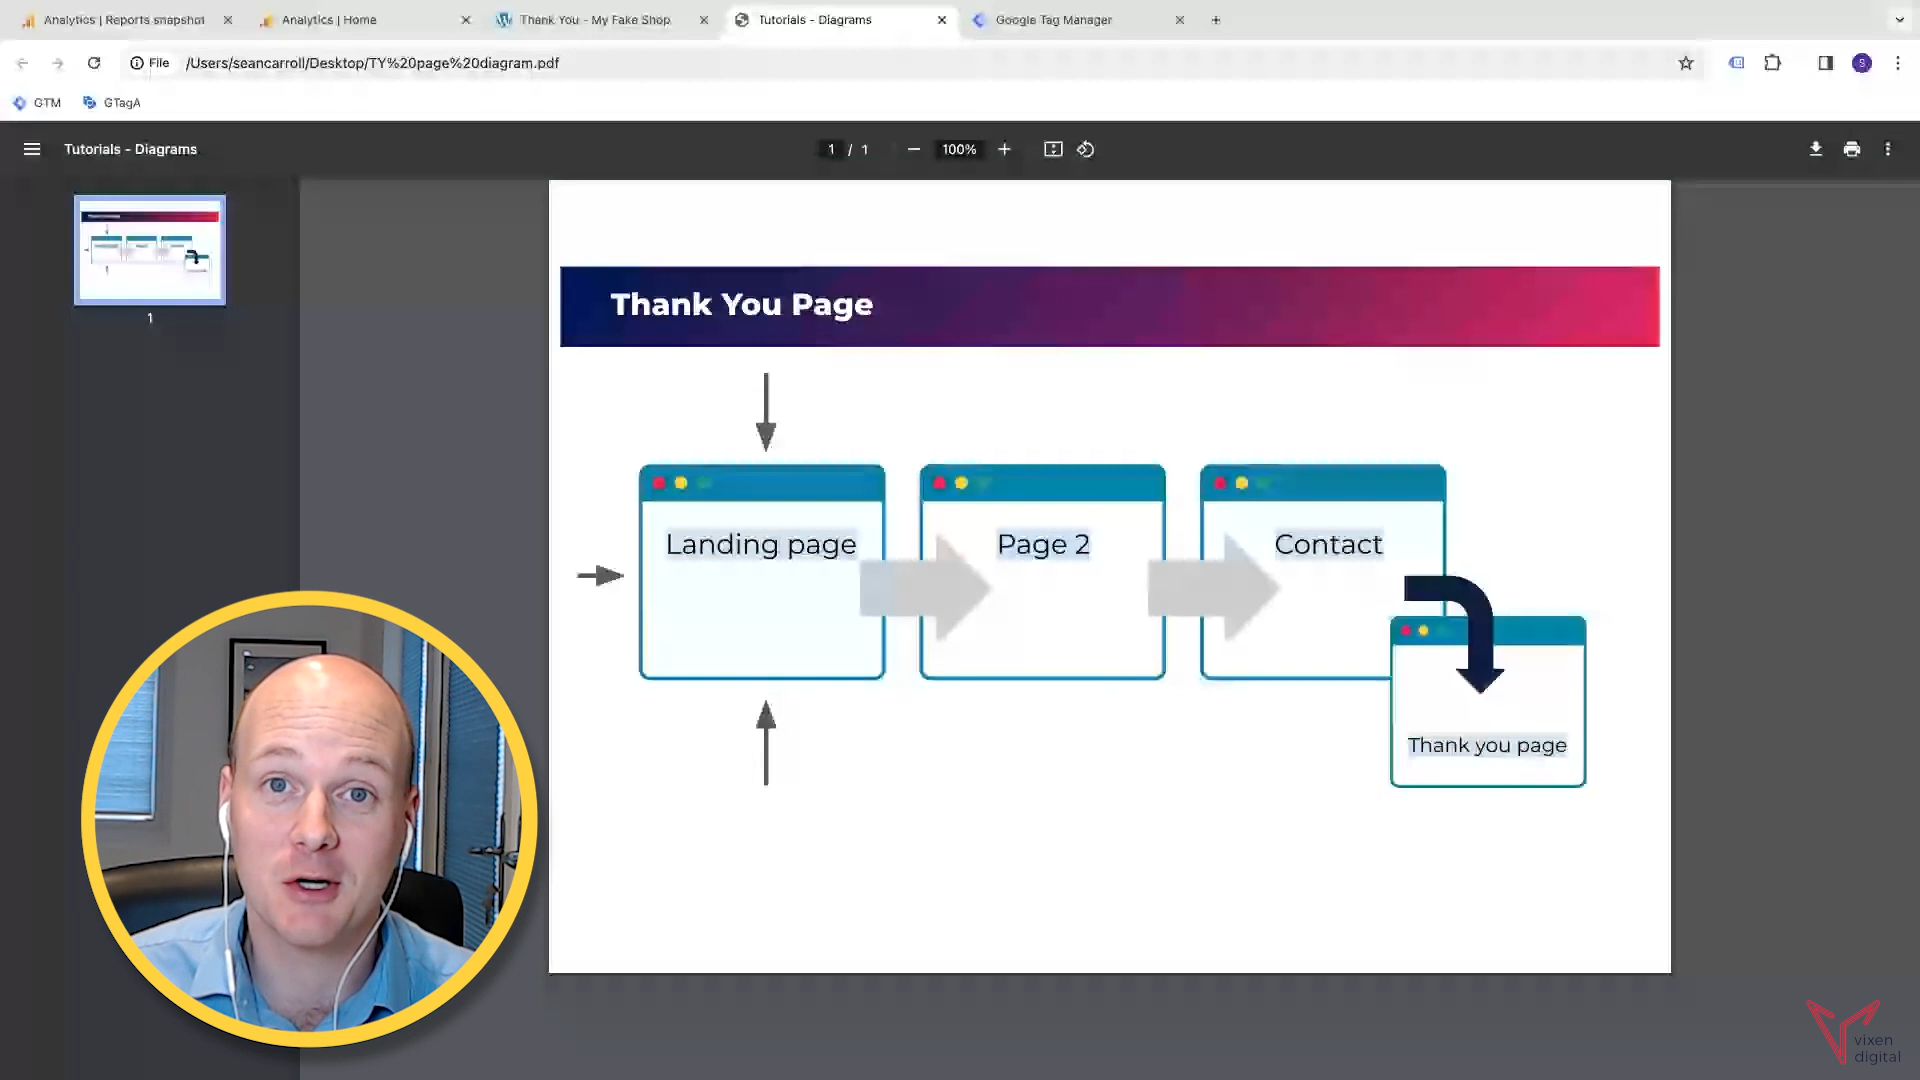 Analytics | Reports snapshot
Analytics | Home
Thank You - My Fake Shop
Tutorials - Diagrams
Google Tag Manager
File
/Users/seancarroll/Desktop/TY%20page%20diagram.pdf
S
GTM
GTagA
Tutorials - Diagrams
1 / 1
100%
1
Thank You Page
Landing page
Page 2
Contact
Thank you page
vixen
digital